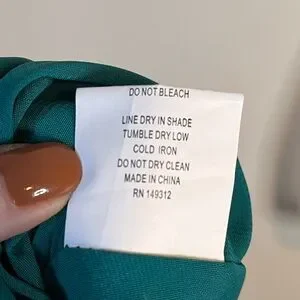 DO NOT BLEACH
LINE DRY IN SHADE
TUMBLE DRY LOW
COLD IRON
DO NOT DRY CLEAN
MADE IN CHINA
RN 149312